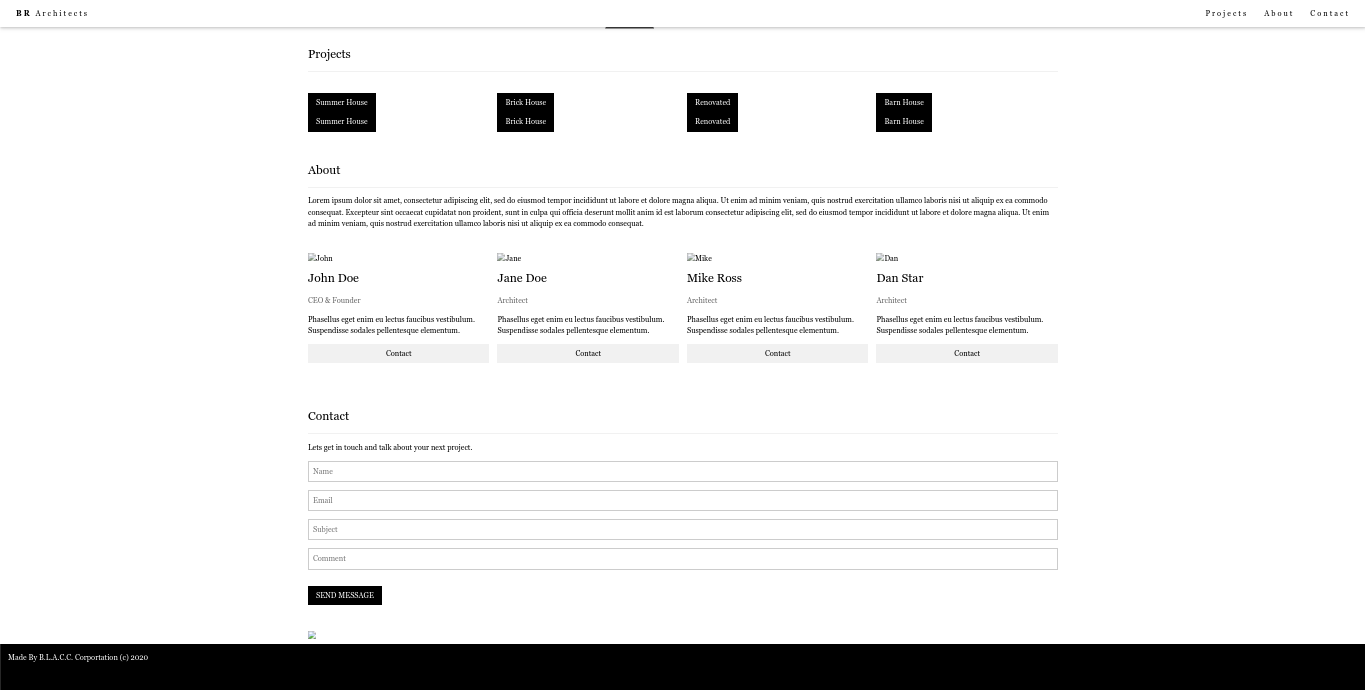 BR Architects
Projects About Contact
Projects
Summer House Brick House Renovated Barn House
Summer House Brick House Renovated Barn House
About
Lorem ipsum dolor sit amet, consectetur adipiscing elit, sed do eiusmod tempor incididunt ut labore et dolore magna aliqua. Ut enim ad minim veniam, quis nostrud exercitation ullamco laboris nisi ut aliquip ex ea commodo
consequat. Excepteur sint occaecat cupidatat non proident, sunt in culpa qui officia deserunt mollit anim id est laborum consectetur adipiscing elit, sed do eiusmod tempor incididunt ut labore et dolore magna aliqua. Ut enim
ad minim veniam, quis nostrud exercitation ullamco laboris nisi ut aliquip ex ea commodo consequat.
John
John Doe
CEO & Founder
Phasellus eget enim eu lectus faucibus vestibulum.
Suspendisse sodales pellentesque elementum.
Contact
Jane
Jane Doe
Architect
Phasellus eget enim eu lectus faucibus vestibulum.
Suspendisse sodales pellentesque elementum.
Contact
Mike
Mike Ross
Architect
Phasellus eget enim eu lectus faucibus vestibulum.
Suspendisse sodales pellentesque elementum.
Contact
Dan
Dan Star
Architect
Phasellus eget enim eu lectus faucibus vestibulum.
Suspendisse sodales pellentesque elementum.
Contact
Contact
Lets get in touch and talk about your next project.
Name
Email
Subject
Comment
SEND MESSAGE
Made By B.L.A.C.C. Corportation (c) 2020